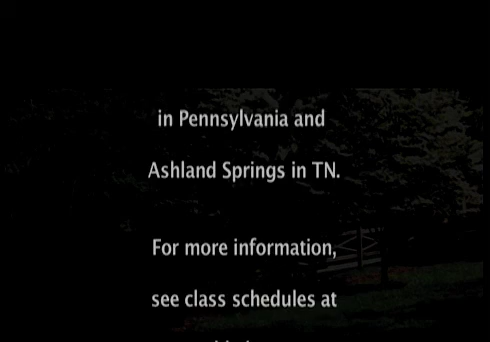 in Pennsylvania and
Ashland Springs in TN.
For more information,
see class schedules at